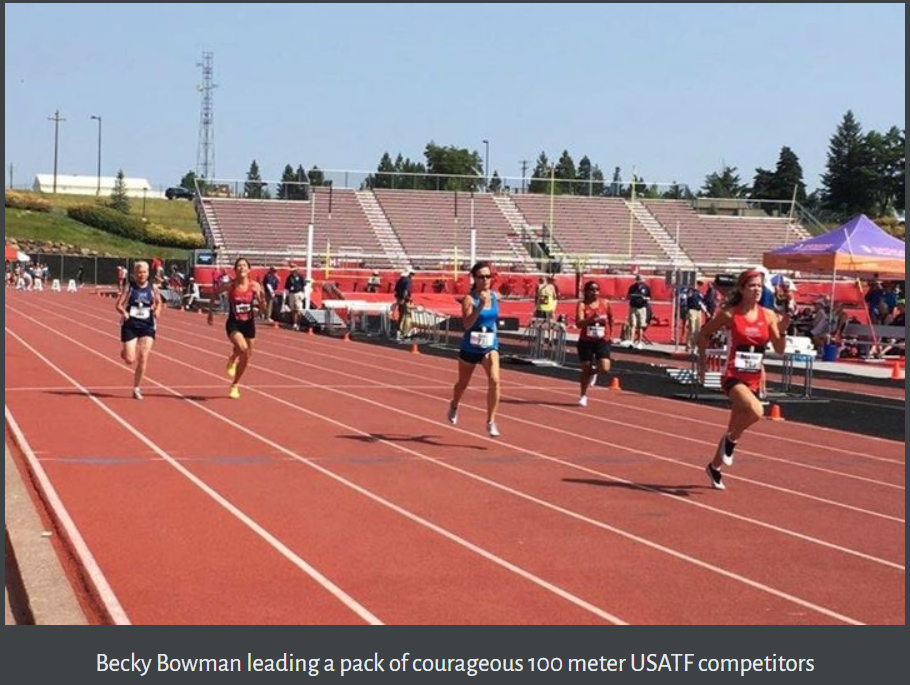 Becky Bowman leading a pack of courageous 100 meter USATF competitors